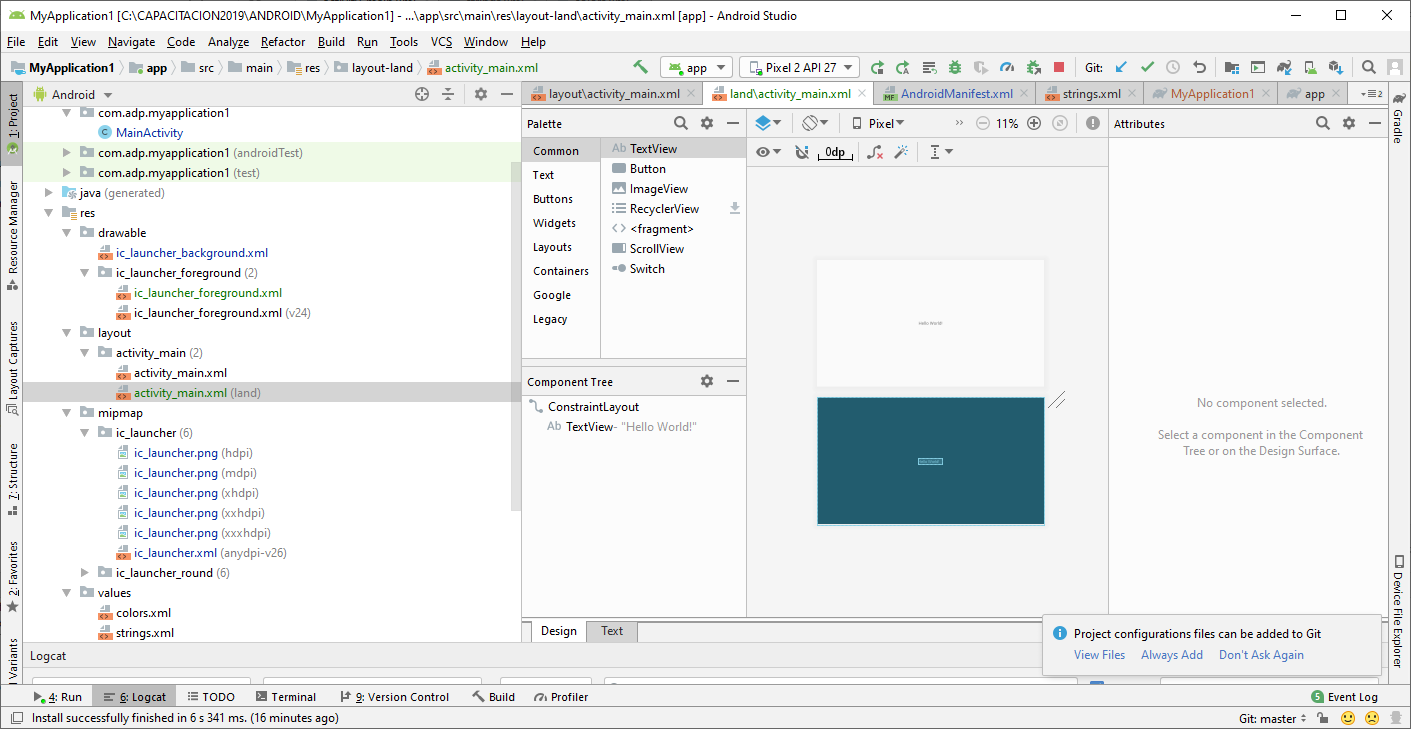 MyApplication1 [C:\CAPACITACION2019\ANDROID\MyApplication1] - ...\app\src\main\res\layout-land\activity_main.xml [app] - Android Studio
File Edit View Navigate Code Analyze Refactor Build Run Tools VCS Window Help
MyApplication1 app src main res layout-land activity_main.xml app Pixel 2 API 27 Git:
Android
layout\activity_main.xml land\activity_main.xml AndroidManifest.xml strings.xml MyApplication1 app 2
1: Project
Resource Manager
Layout Captures
7: Structure
2: Favorites
Variants
com.adp.myapplication1
MainActivity
com.adp.myapplication1 (androidTest)
com.adp.myapplication1 (test)
java (generated)
res
drawable
ic_launcher_background.xml
ic_launcher_foreground (2)
ic_launcher_foreground.xml
ic_launcher_foreground.xml (v24)
layout
activity_main (2)
activity_main.xml
activity_main.xml (land)
mipmap
ic_launcher (6)
ic_launcher.png (hdpi)
ic_launcher.png (mdpi)
ic_launcher.png (xhdpi)
ic_launcher.png (xxhdpi)
ic_launcher.png (xxxhdpi)
ic_launcher.xml (anydpi-v26)
ic_launcher_round (6)
values
colors.xml
strings.xml
Palette
Common
Text
Buttons
Widgets
Layouts
Containers
Google
Legacy
Ab TextView
Button
ImageView
RecyclerView
<fragment>
ScrollView
Switch
Component Tree
ConstraintLayout
Ab TextView- "Hello World!"
Pixel >> 11%
0dp
Hello World!
Attributes
No component selected.
Select a component in the Component
Tree or on the Design Surface.
Gradle
Device File Explorer
Design Text
Project configurations files can be added to Git
View Files Always Add Don't Ask Again
Logcat
4: Run 6: Logcat TODO Terminal 9: Version Control Build Profiler 5 Event Log
Install successfully finished in 6 s 341 ms. (16 minutes ago) Git: master